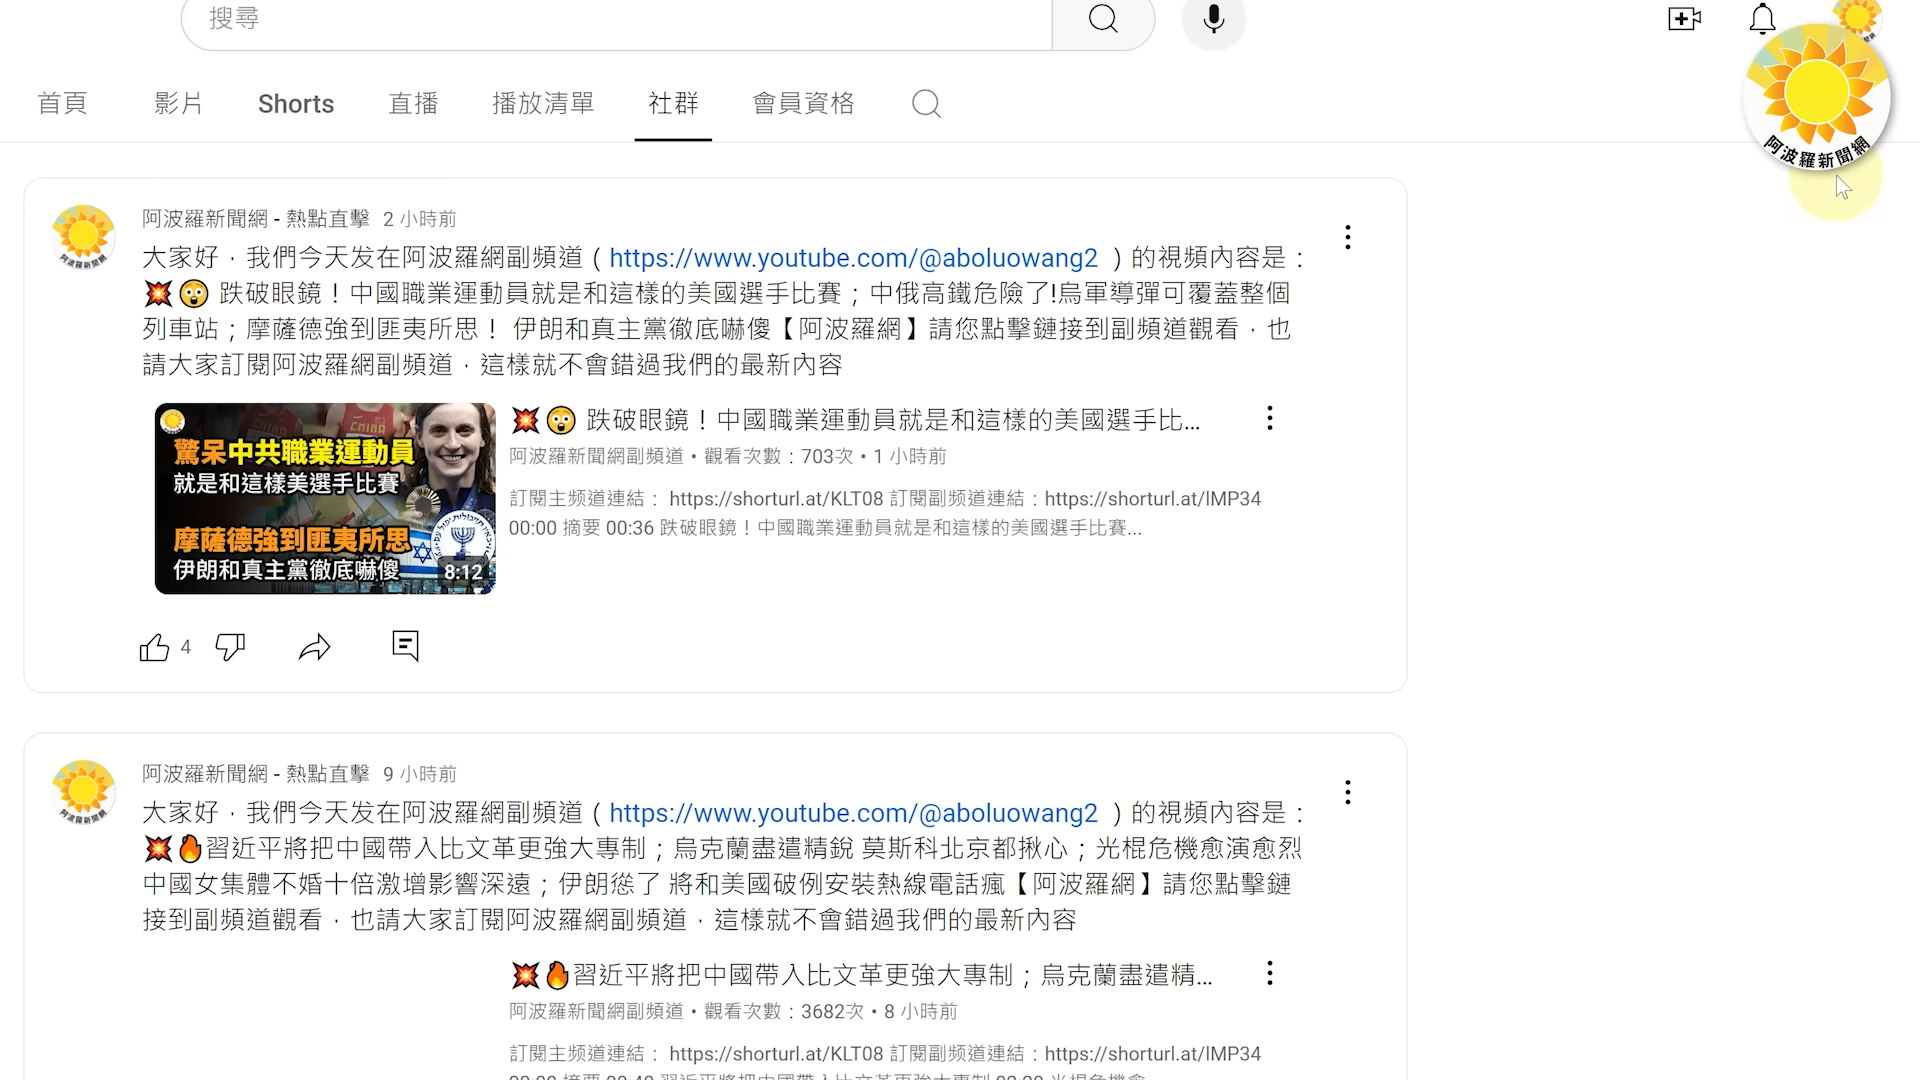 搜尋
首頁
影片
Shorts
直播
播放清單
社群
會員資格
阿波羅新聞網
阿波羅新聞網 - 熱點直擊 2 小時前
大家好，我們今天发在阿波羅網副頻道（ https://www.youtube.com/@aboluowang2 ）的視頻內容是：
💥😲 跌破眼鏡！中國職業運動員就是和這樣的美國選手比賽；中俄高鐵危險了!烏軍導彈可覆蓋整個
列車站；摩薩德強到匪夷所思！ 伊朗和真主黨徹底嚇傻【阿波羅網】請您點擊鏈接到副頻道觀看，也
請大家訂閱阿波羅網副頻道，這樣就不會錯過我們的最新內容
CHINA
驚呆中共職業運動員
就是和這樣美選手比賽
摩薩德強到匪夷所思
伊朗和真主黨徹底嚇傻
8:12
💥😲 跌破眼鏡！中國職業運動員就是和這樣的美國選手比...
阿波羅新聞網副頻道 • 觀看次數：703次 • 1 小時前
訂閱主频道連結： https://shorturl.at/KLT08 訂閱副频道連結：https://shorturl.at/lMP34
00:00 摘要 00:36 跌破眼鏡！中國職業運動員就是和這樣的美國選手比賽...
4
阿波羅新聞網 - 熱點直擊 9 小時前
大家好，我們今天发在阿波羅網副頻道（ https://www.youtube.com/@aboluowang2 ）的視頻內容是：
💥🔥習近平將把中國帶入比文革更強大專制；烏克蘭盡遣精銳 莫斯科北京都揪心；光棍危機愈演愈烈
中國女集體不婚十倍激增影響深遠；伊朗慫了 將和美國破例安裝熱線電話瘋【阿波羅網】請您點擊鏈
接到副頻道觀看，也請大家訂閱阿波羅網副頻道，這樣就不會錯過我們的最新內容
💥🔥習近平將把中國帶入比文革更強大專制；烏克蘭盡遣精...
阿波羅新聞網副頻道 • 觀看次數：3682次 • 8 小時前
訂閱主频道連結： https://shorturl.at/KLT08 訂閱副频道連結：https://shorturl.at/lMP34